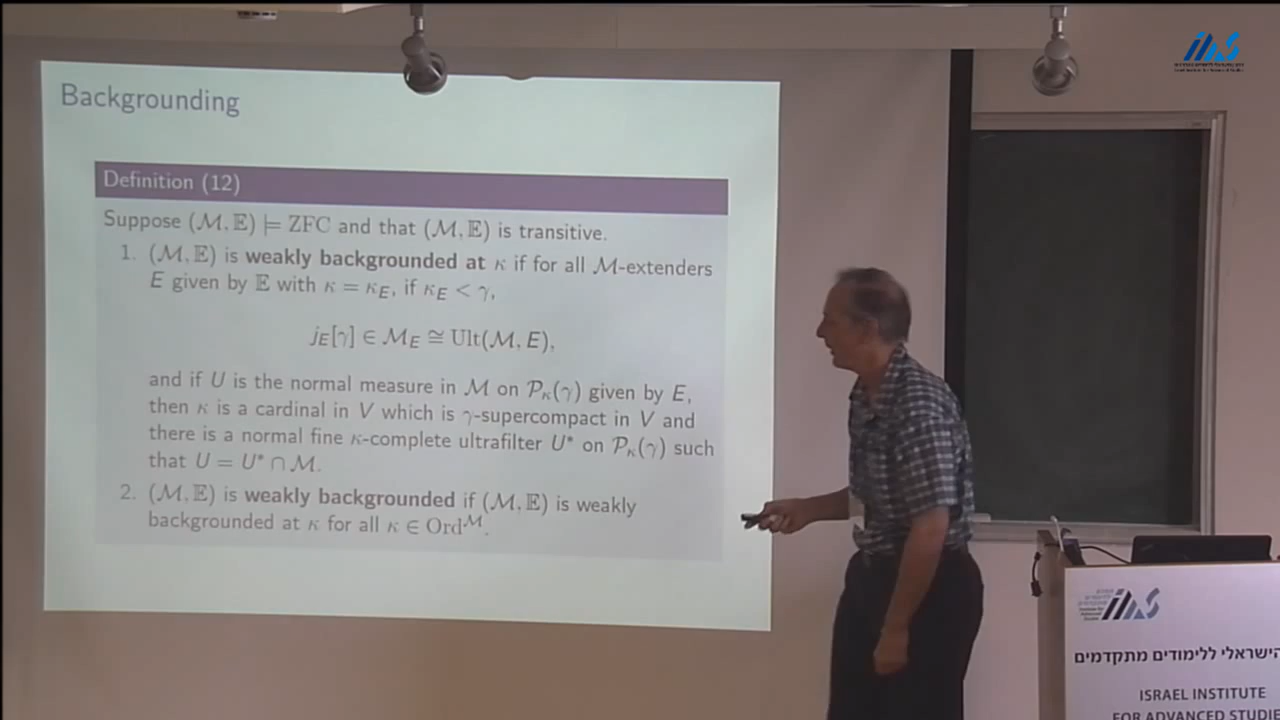 Backgrounding
Definition (12)
Suppose (ℳ, 𝔼) ⊨ ZFC and that (ℳ, 𝔼) is transitive.
1. (ℳ, 𝔼) is weakly backgrounded at κ if for all ℳ-extenders
E given by 𝔼 with κ = κ_E, if κ_E < γ,
j_E[γ] ∈ ℳ_E ≅ Ult(ℳ, E),
and if U is the normal measure in ℳ on 𝒫_κ(γ) given by E,
then κ is a cardinal in V which is γ-supercompact in V and
there is a normal fine κ-complete ultrafilter U* on 𝒫_κ(γ) such
that U = U* ∩ ℳ.
2. (ℳ, 𝔼) is weakly backgrounded if (ℳ, 𝔼) is weakly
backgrounded at κ for all κ ∈ Ord^ℳ.
iiAS
iiAS
הישראלי ללימודים מתקדמים
ISRAEL INSTITUTE
FOR ADVANCED STUDIE